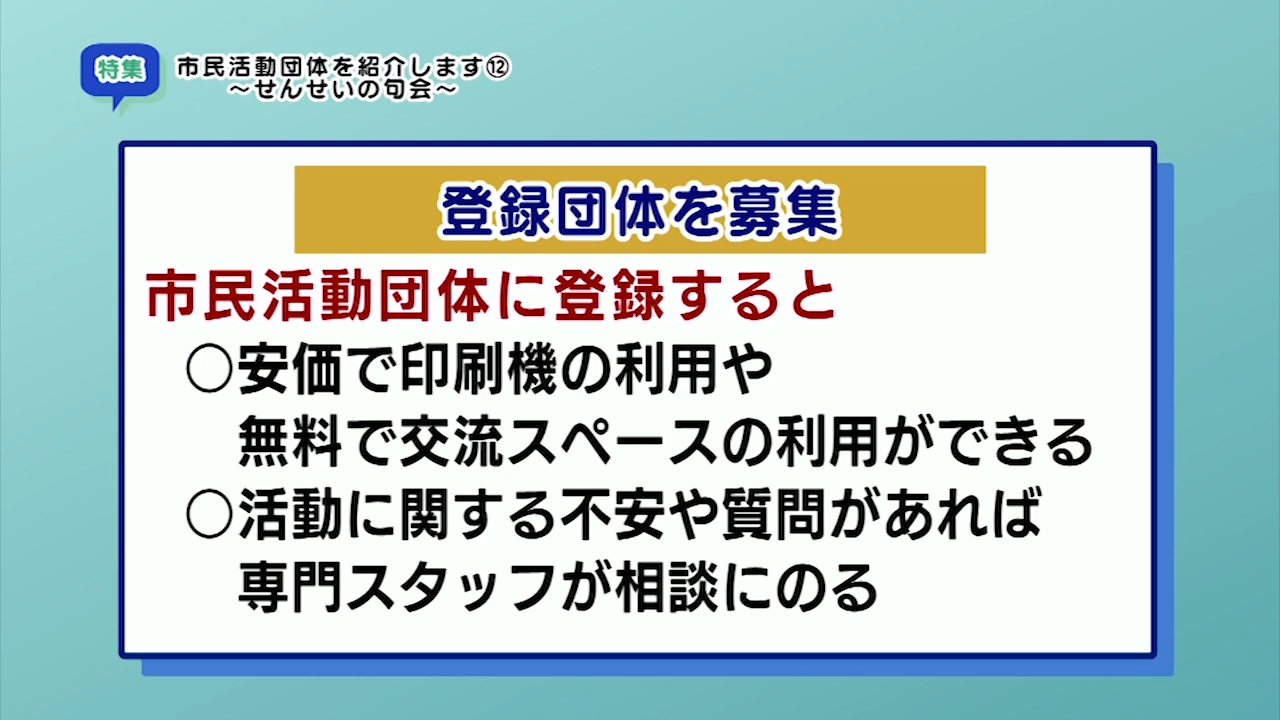 特集
市民活動団体を紹介します⑫
～せんせいの句会～
登録団体を募集
市民活動団体に登録すると
○安価で印刷機の利用や
無料で交流スペースの利用ができる
○活動に関する不安や質問があれば
専門スタッフが相談にのる